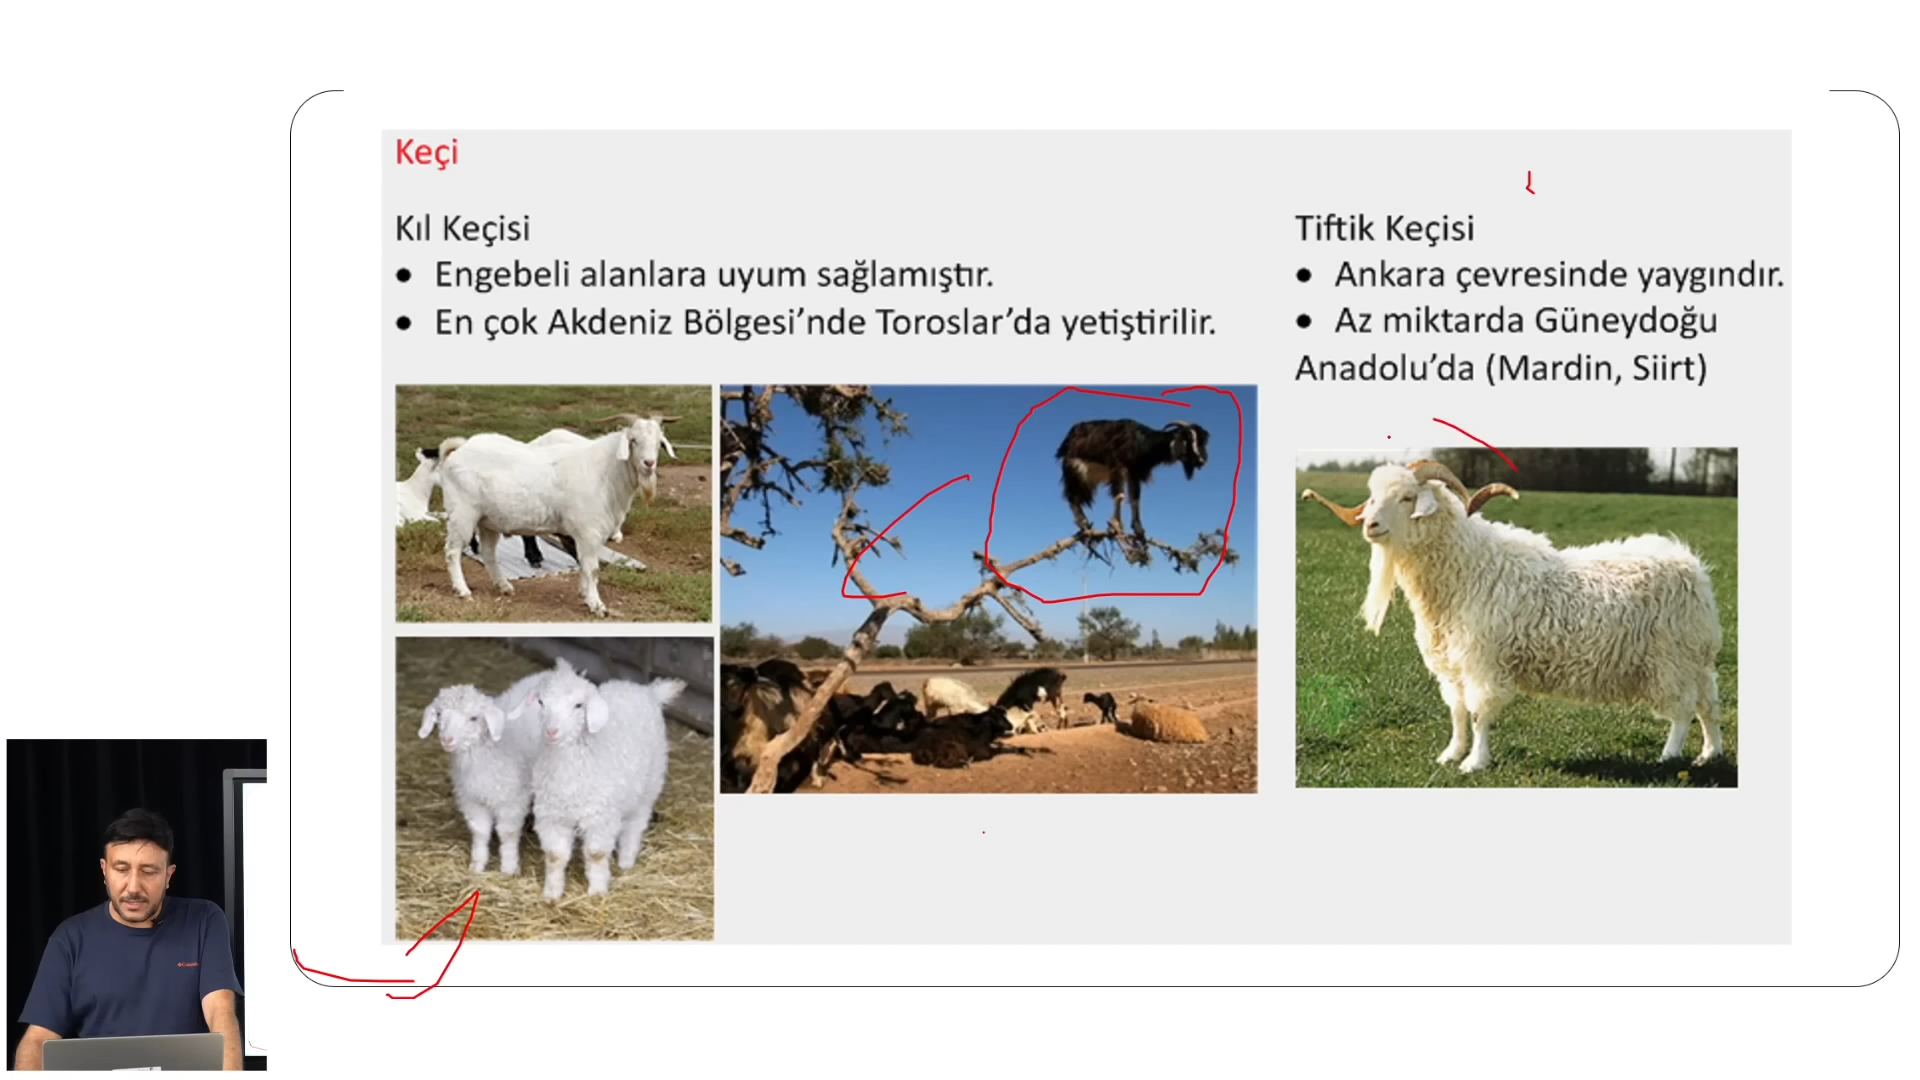 Keçi
Kıl Keçisi
● Engebeli alanlara uyum sağlamıştır.
● En çok Akdeniz Bölgesi’nde Toroslar’da yetiştirilir.
Tiftik Keçisi
● Ankara çevresinde yaygındır.
● Az miktarda Güneydoğu
Anadolu’da (Mardin, Siirt)